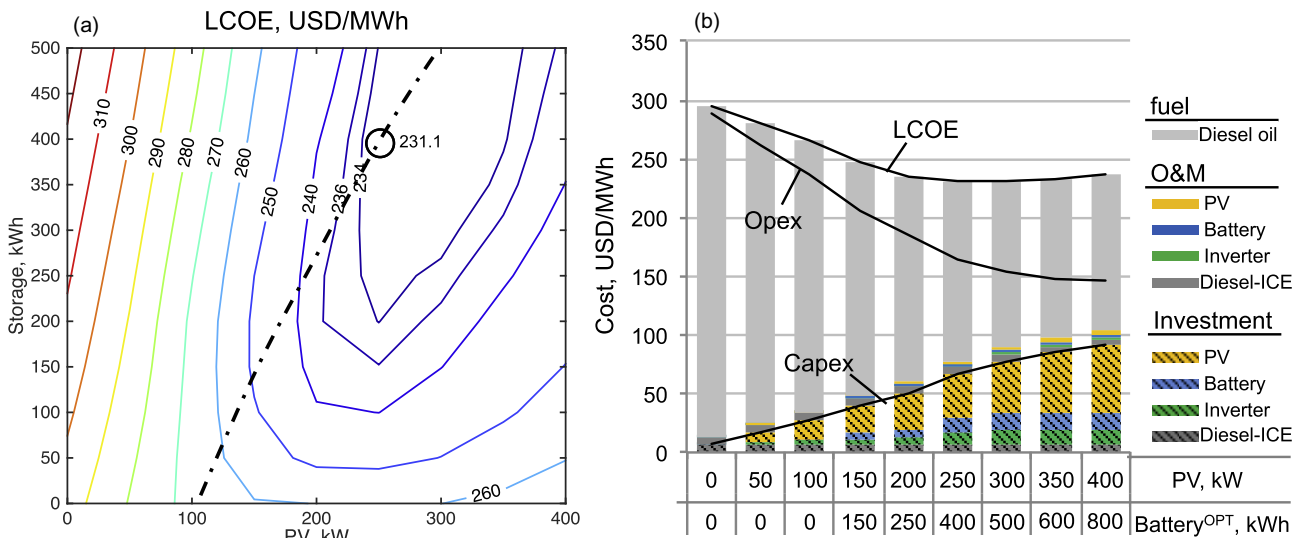 (a)
LCOE, USD/MWh
500
450
400
350
300
250
200
150
100
50
0
Storage, kWh
310
300
290
280
270
260
250
240
236
234
231.1
260
0
100
200
300
400
PV, kW
(b)
350
300
250
200
150
100
50
0
Cost, USD/MWh
LCOE
Opex
Capex
fuel
Diesel oil
O&M
PV
Battery
Inverter
Diesel-ICE
Investment
PV
Battery
Inverter
Diesel-ICE
0 50 100 150 200 250 300 350 400 PV, kW
0 0 0 150 250 400 500 600 800 Battery^OPT, kWh